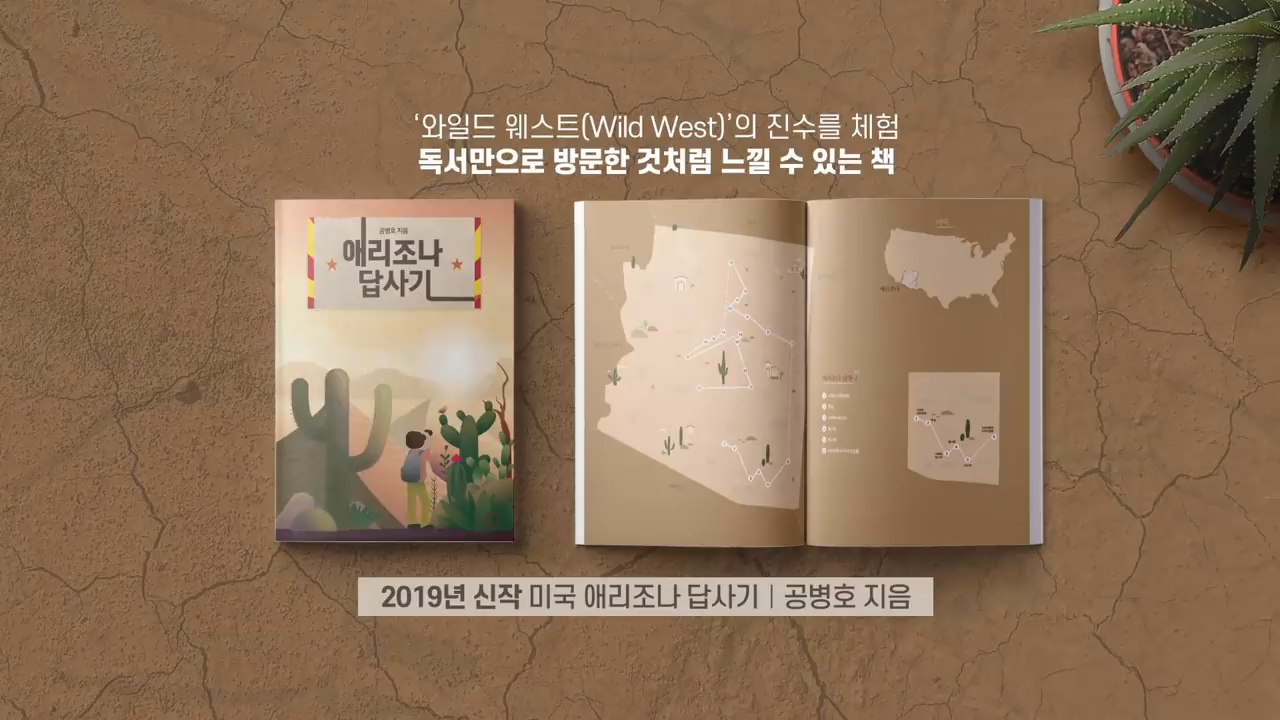 ‘와일드 웨스트(Wild West)’의 진수를 체험
독서만으로 방문한 것처럼 느낄 수 있는 책
공병호 지음
애리조나
답사기
2019년 신작 미국 애리조나 답사기 | 공병호 지음